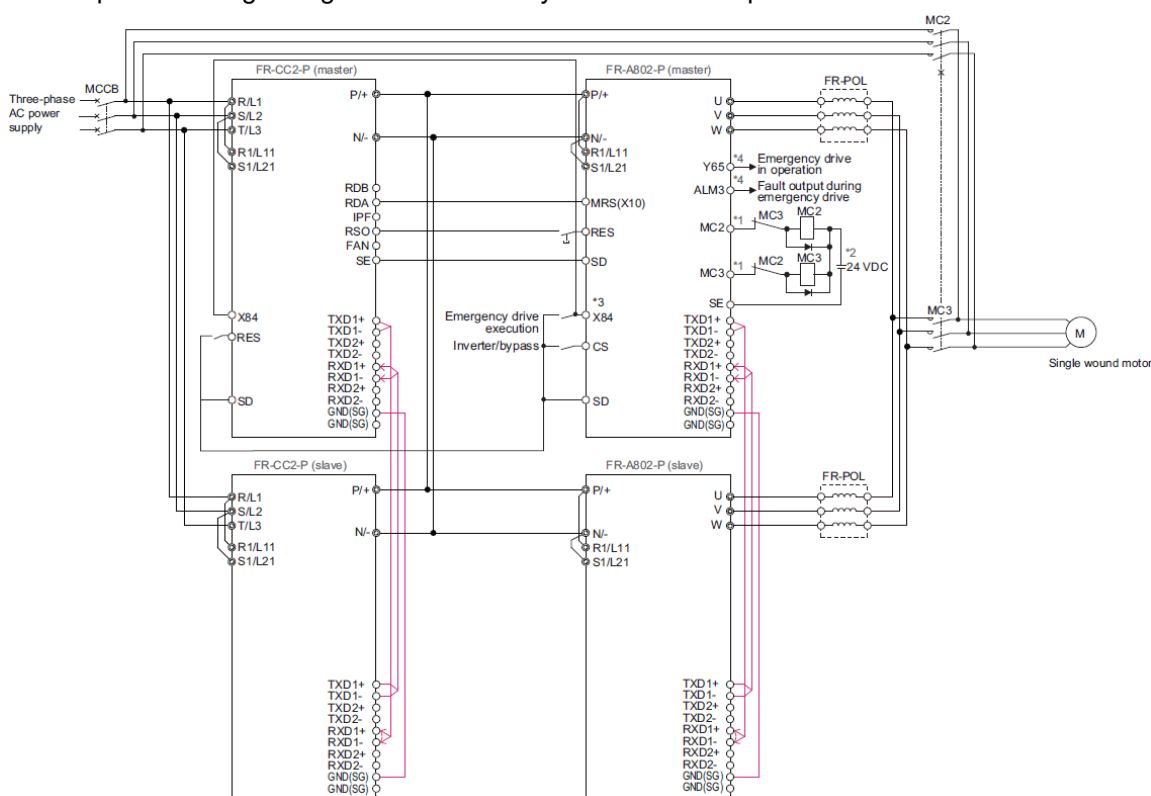 MC2
FR-CC2-P (master)
FR-A802-P (master)
FR-POL
MCCB
Three-phase
AC power
supply
R/L1
S/L2
T/L3
R1/L11
S1/L21
P/+
N/-
RDB
RDA
IPF
RSO
FAN
SE
X84
RES
SD
TXD1+
TXD1-
TXD2+
TXD2-
RXD1+
RXD1-
RXD2+
RXD2-
GND(SG)
GND(SG)
P/+
N/-
R1/L11
S1/L21
MRS(X10)
RES
SD
*3
Emergency drive
execution
X84
Inverter/bypass
CS
SD
U
V
W
Y65
*4
Emergency drive
in operation
ALM3
*4
Fault output during
emergency drive
MC2
*1
MC3
MC2
MC3
*1
MC2
MC3
*2
24 VDC
SE
TXD1+
TXD1-
TXD2+
TXD2-
RXD1+
RXD1-
RXD2+
RXD2-
GND(SG)
GND(SG)
MC3
M
Single wound motor
FR-CC2-P (slave)
FR-A802-P (slave)
FR-POL
R/L1
S/L2
T/L3
R1/L11
S1/L21
P/+
N/-
TXD1+
TXD1-
TXD2+
TXD2-
RXD1+
RXD1-
RXD2+
RXD2-
GND(SG)
GND(SG)
P/+
N/-
R1/L11
S1/L21
U
V
W
TXD1+
TXD1-
TXD2+
TXD2-
RXD1+
RXD1-
RXD2+
RXD2-
GND(SG)
GND(SG)